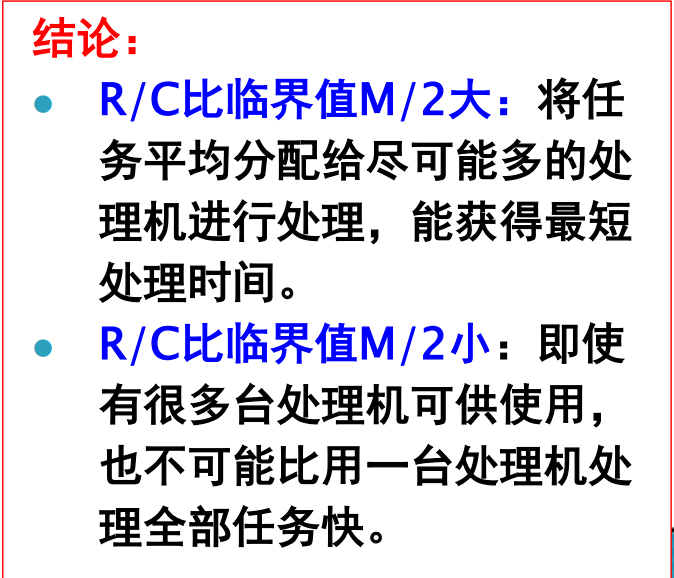 结论：
● R/C比临界值M/2大：将任
务平均分配给尽可能多的处
理机进行处理，能获得最短
处理时间。
● R/C比临界值M/2小：即使
有很多台处理机可供使用，
也不可能比用一台处理机处
理全部任务快。